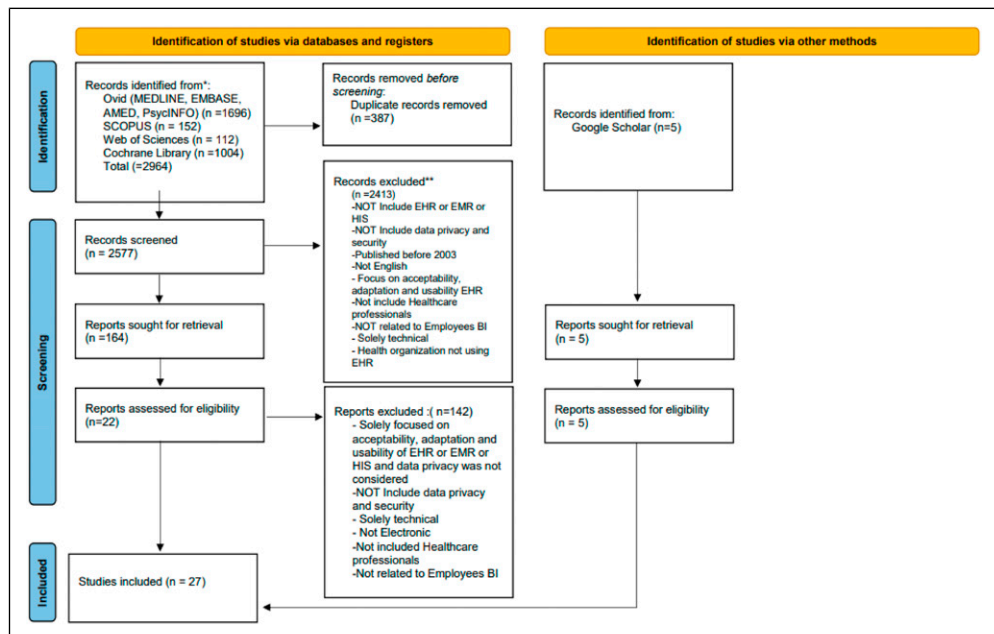 Identification of studies via databases and registers
Identification of studies via other methods
Identification
Records identified from*:
Ovid (MEDLINE, EMBASE,
AMED, PsycINFO) (n =1696)
SCOPUS (n = 152)
Web of Sciences (n = 112)
Cochrane Library (n =1004)
Total (=2964)
Records removed before
screening:
Duplicate records removed
(n =387)
Records identified from:
Google Scholar (n=5)
Screening
Records screened
(n = 2577)
Records excluded**
(n =2413)
-NOT Include EHR or EMR or
HIS
-NOT Include data privacy and
security
-Published before 2003
-Not English
- Focus on acceptability,
adaptation and usability EHR
-Not include Healthcare
professionals
-NOT related to Employees BI
- Solely technical
- Health organization not using
EHR
Reports sought for retrieval
(n =164)
Reports sought for retrieval
(n = 5)
Reports assessed for eligibility
(n=22)
Reports excluded :( n=142)
- Solely focused on
acceptability, adaptation and
usability of EHR or EMR or
HIS and data privacy was not
considered
-NOT Include data privacy
and security
- Solely technical
- Not Electronic
-Not included Healthcare
professionals
-Not related to Employees BI
Reports assessed for eligibility
(n = 5)
Included
Studies included (n = 27)